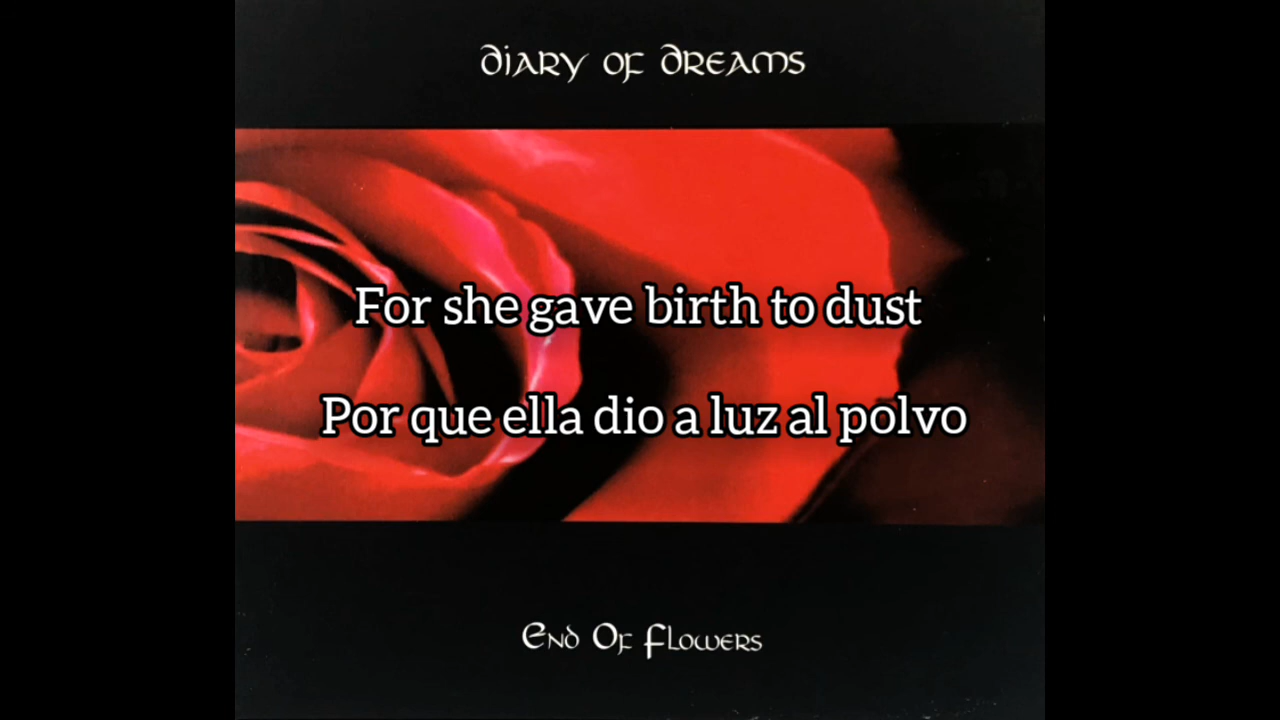 Diary of Dreams
For she gave birth to dust
Por que ella dio a luz al polvo
End Of Flowers